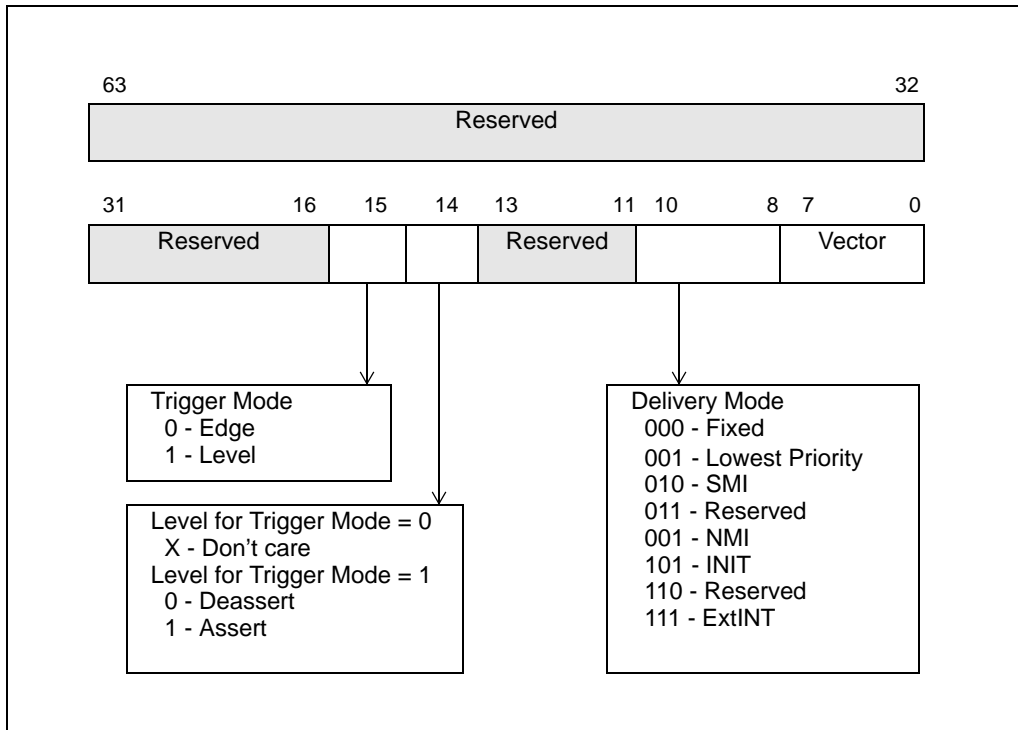 63 32
Reserved
31 16 15 14 13 11 10 8 7 0
Reserved Reserved Vector
Trigger Mode
0 - Edge
1 - Level
Level for Trigger Mode = 0
X - Don’t care
Level for Trigger Mode = 1
0 - Deassert
1 - Assert
Delivery Mode
000 - Fixed
001 - Lowest Priority
010 - SMI
011 - Reserved
001 - NMI
101 - INIT
110 - Reserved
111 - ExtINT